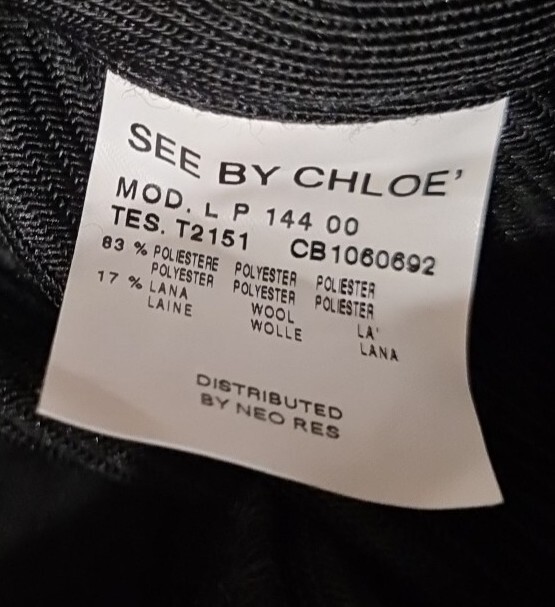 SEE BY CHLOE'
MOD. L P 144 00
TES. T2151 CB1060692
83 % POLIESTERE POLYESTER POLIESTER
POLYESTER POLYESTER POLIESTER
17 % LANA WOOL LA'
LAINE WOLLE LANA
DISTRIBUTED
BY NEO RES